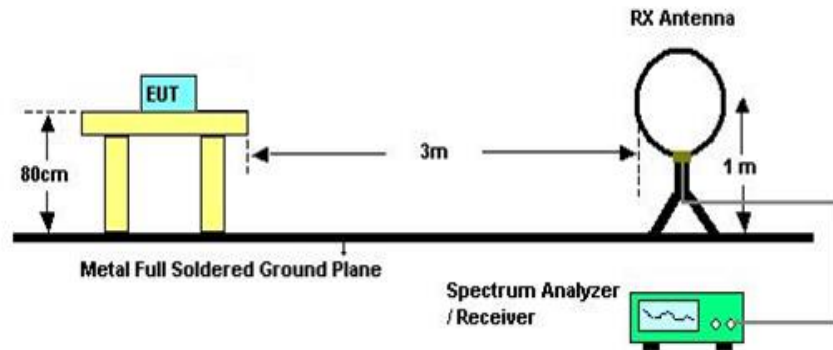 RX Antenna
EUT
80cm
3m
1 m
Metal Full Soldered Ground Plane
Spectrum Analyzer
/ Receiver